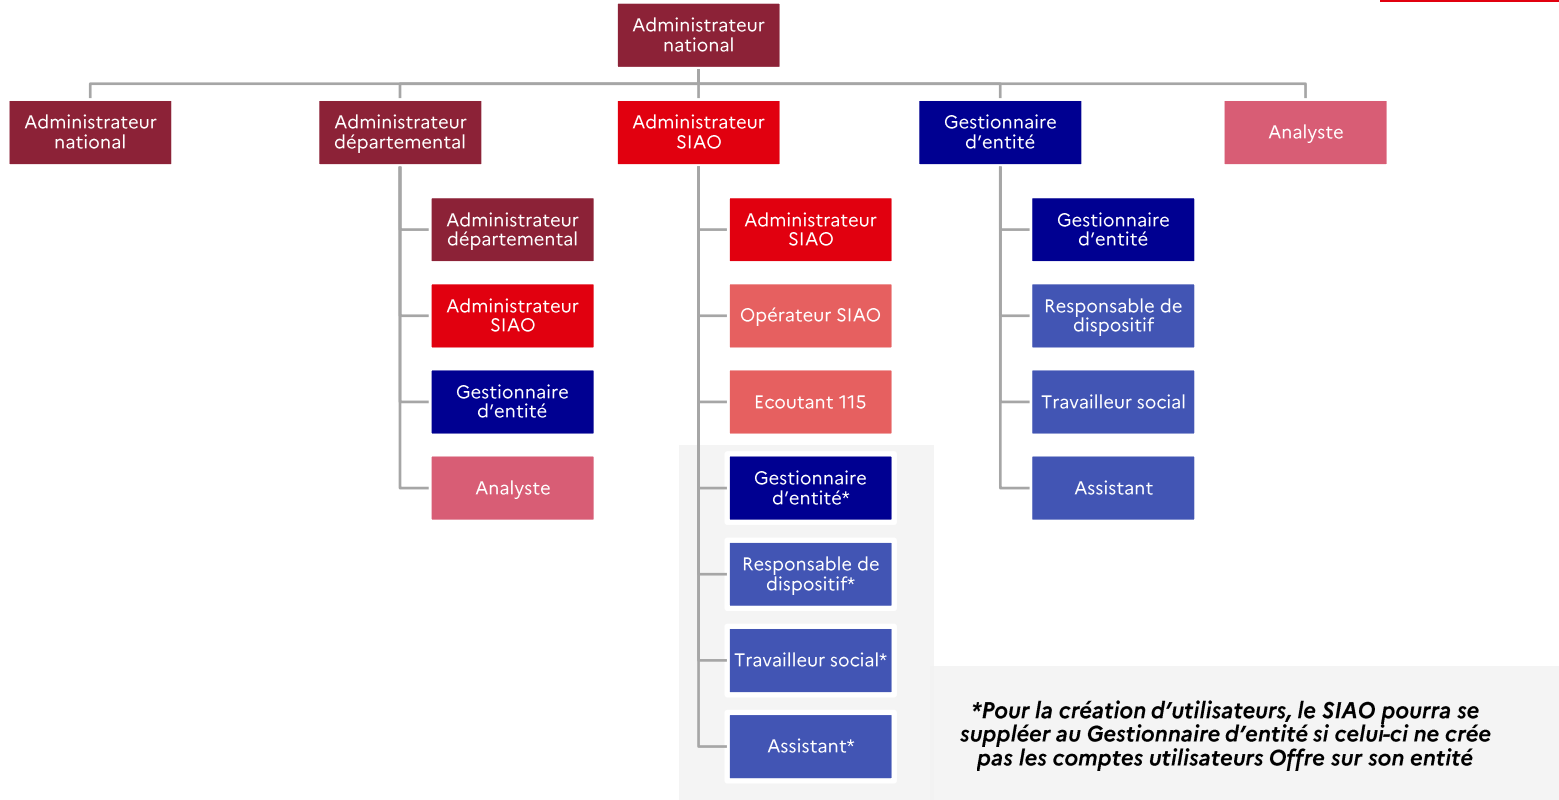 Administrateur
national
Administrateur
national
Administrateur
départemental
Administrateur
SIAO
Gestionnaire
d'entité
Analyste
Administrateur
départemental
Administrateur
SIAO
Gestionnaire
d'entité
Analyste
Administrateur
SIAO
Opérateur SIAO
Ecoutant 115
Gestionnaire
d'entité*
Responsable de
dispositif*
Travailleur social*
Assistant*
Gestionnaire
d'entité
Responsable de
dispositif
Travailleur social
Assistant
*Pour la création d'utilisateurs, le SIAO pourra se
suppléer au Gestionnaire d'entité si celui-ci ne crée
pas les comptes utilisateurs Offre sur son entité